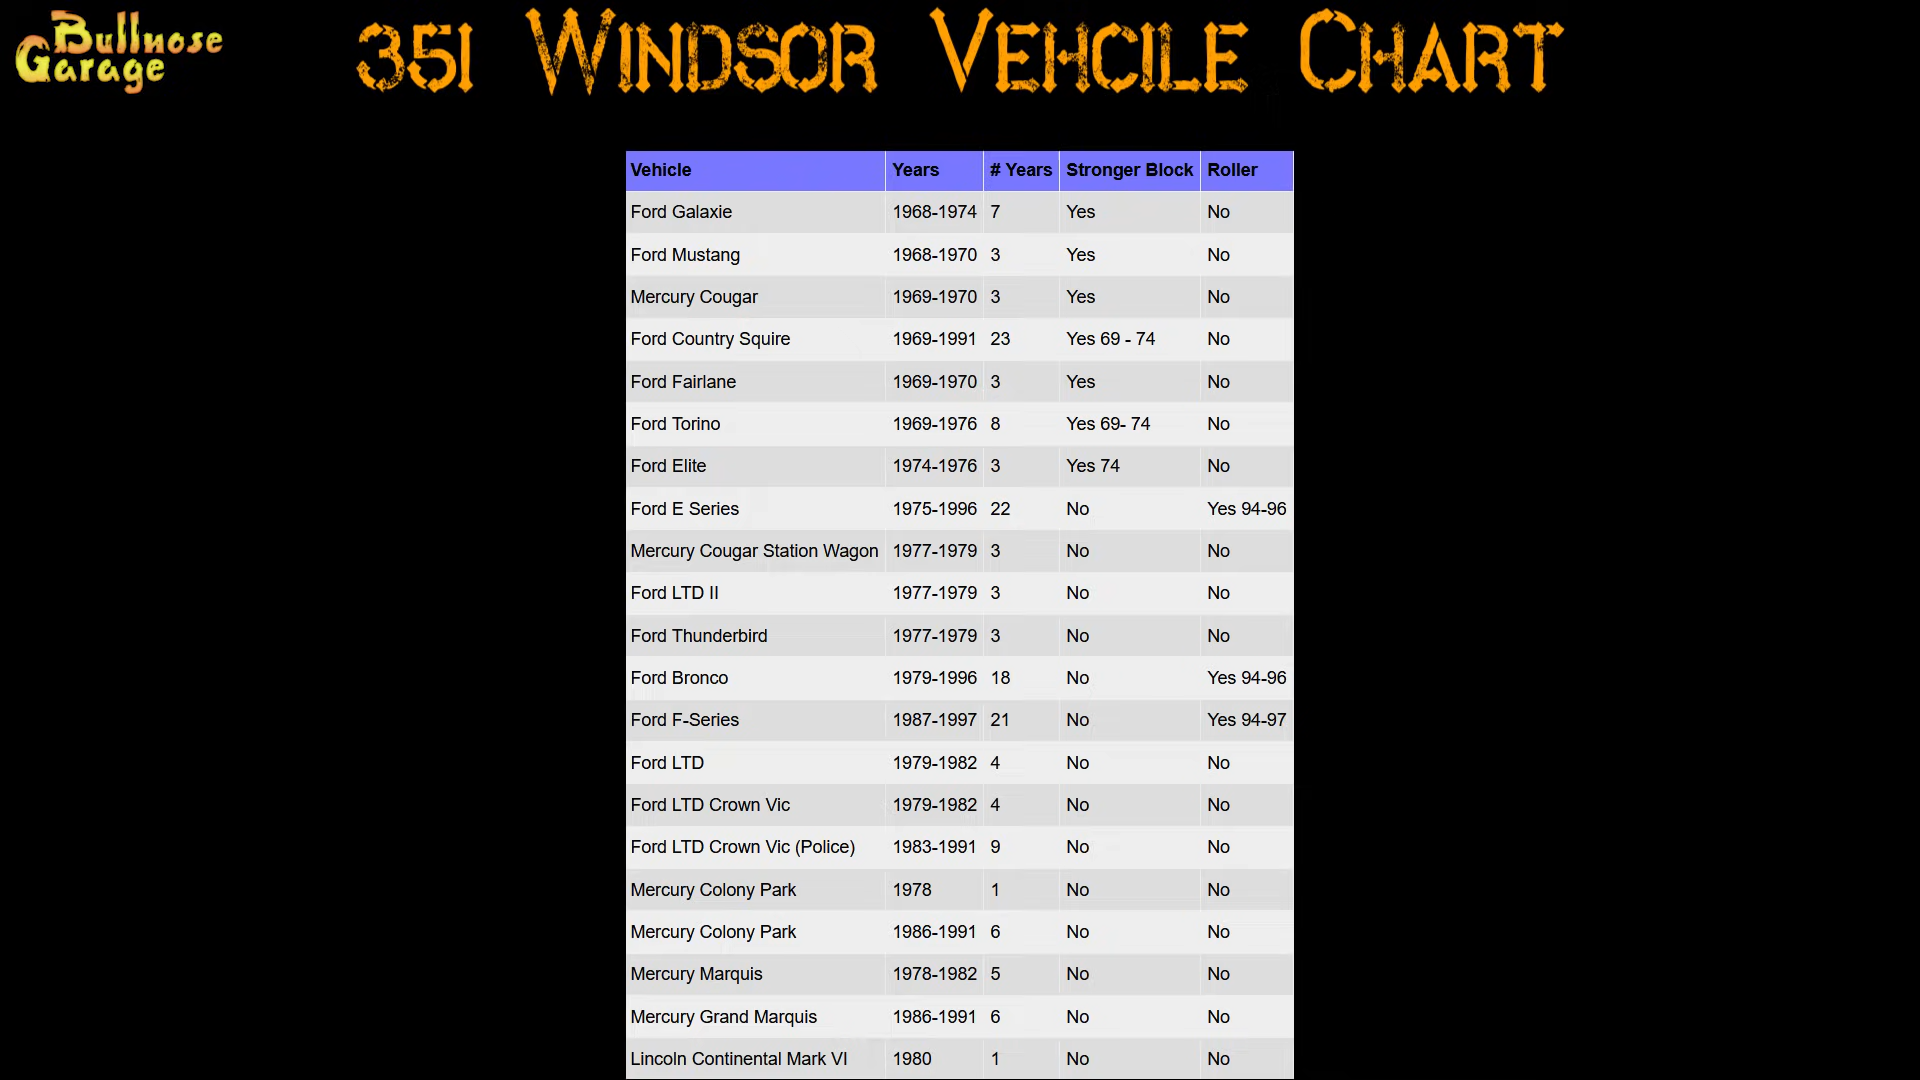 Bullnose
Garage
351 Windsor Vehcile Chart
Vehicle Years # Years Stronger Block Roller
Ford Galaxie 1968-1974 7 Yes No
Ford Mustang 1968-1970 3 Yes No
Mercury Cougar 1969-1970 3 Yes No
Ford Country Squire 1969-1991 23 Yes 69 - 74 No
Ford Fairlane 1969-1970 3 Yes No
Ford Torino 1969-1976 8 Yes 69- 74 No
Ford Elite 1974-1976 3 Yes 74 No
Ford E Series 1975-1996 22 No Yes 94-96
Mercury Cougar Station Wagon 1977-1979 3 No No
Ford LTD II 1977-1979 3 No No
Ford Thunderbird 1977-1979 3 No No
Ford Bronco 1979-1996 18 No Yes 94-96
Ford F-Series 1987-1997 21 No Yes 94-97
Ford LTD 1979-1982 4 No No
Ford LTD Crown Vic 1979-1982 4 No No
Ford LTD Crown Vic (Police) 1983-1991 9 No No
Mercury Colony Park 1978 1 No No
Mercury Colony Park 1986-1991 6 No No
Mercury Marquis 1978-1982 5 No No
Mercury Grand Marquis 1986-1991 6 No No
Lincoln Continental Mark VI 1980 1 No No